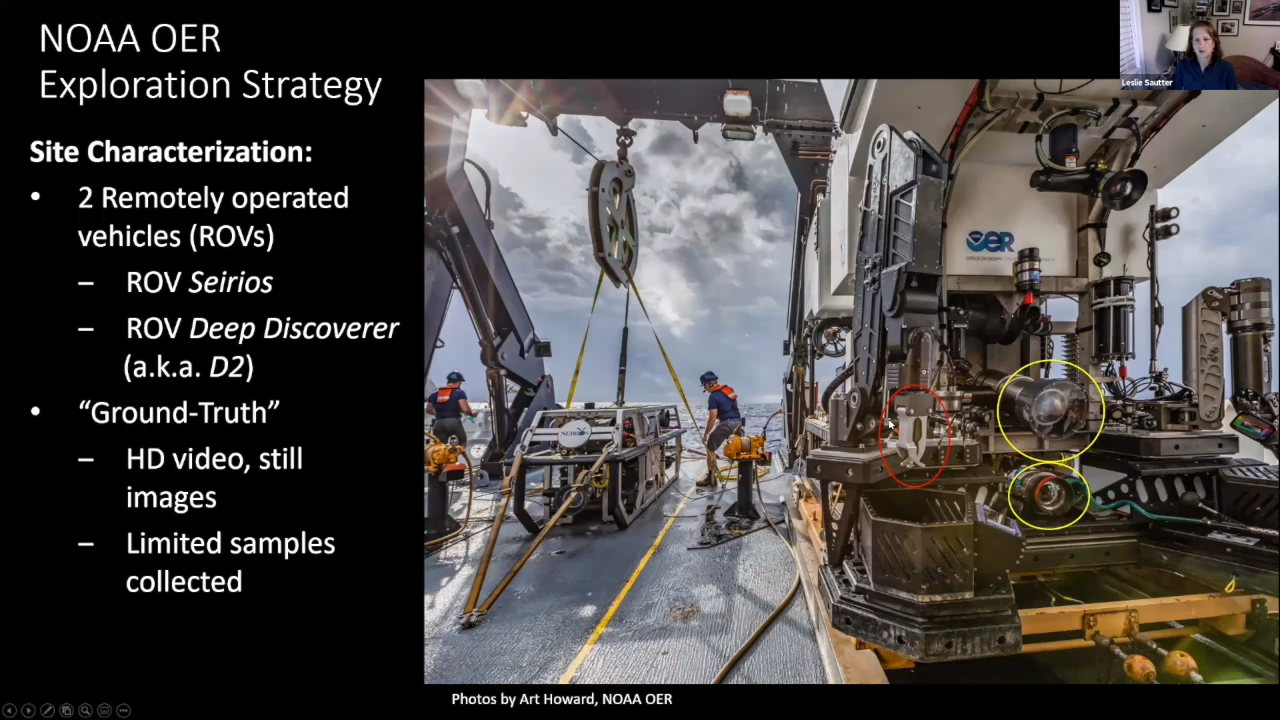 NOAA OER
Exploration Strategy
Leslie Sautter
Site Characterization:
• 2 Remotely operated
vehicles (ROVs)
– ROV Seirios
– ROV Deep Discoverer
(a.k.a. D2)
• “Ground-Truth”
– HD video, still
images
– Limited samples
collected
OER
Photos by Art Howard, NOAA OER